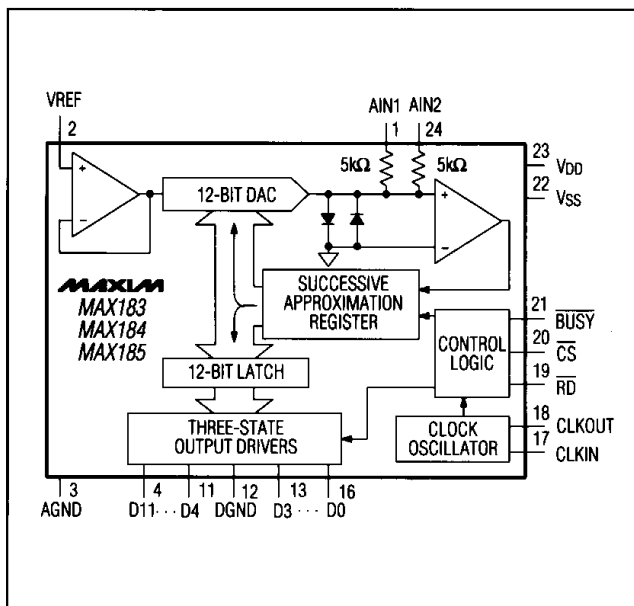 VREF
2
AIN1 AIN2
1 24
5kΩ 5kΩ
23
VDD
22
VSS
+
−
12-BIT DAC
+
−
MAXIM
MAX183
MAX184
MAX185
SUCCESSIVE
APPROXIMATION
REGISTER
21
BUSY
20
CS
19
RD
CONTROL
LOGIC
12-BIT LATCH
THREE-STATE
OUTPUT DRIVERS
CLOCK
OSCILLATOR
18
CLKOUT
17
CLKIN
3 4 11 12 13 16
AGND D11 ··· D4 DGND D3 ··· D0